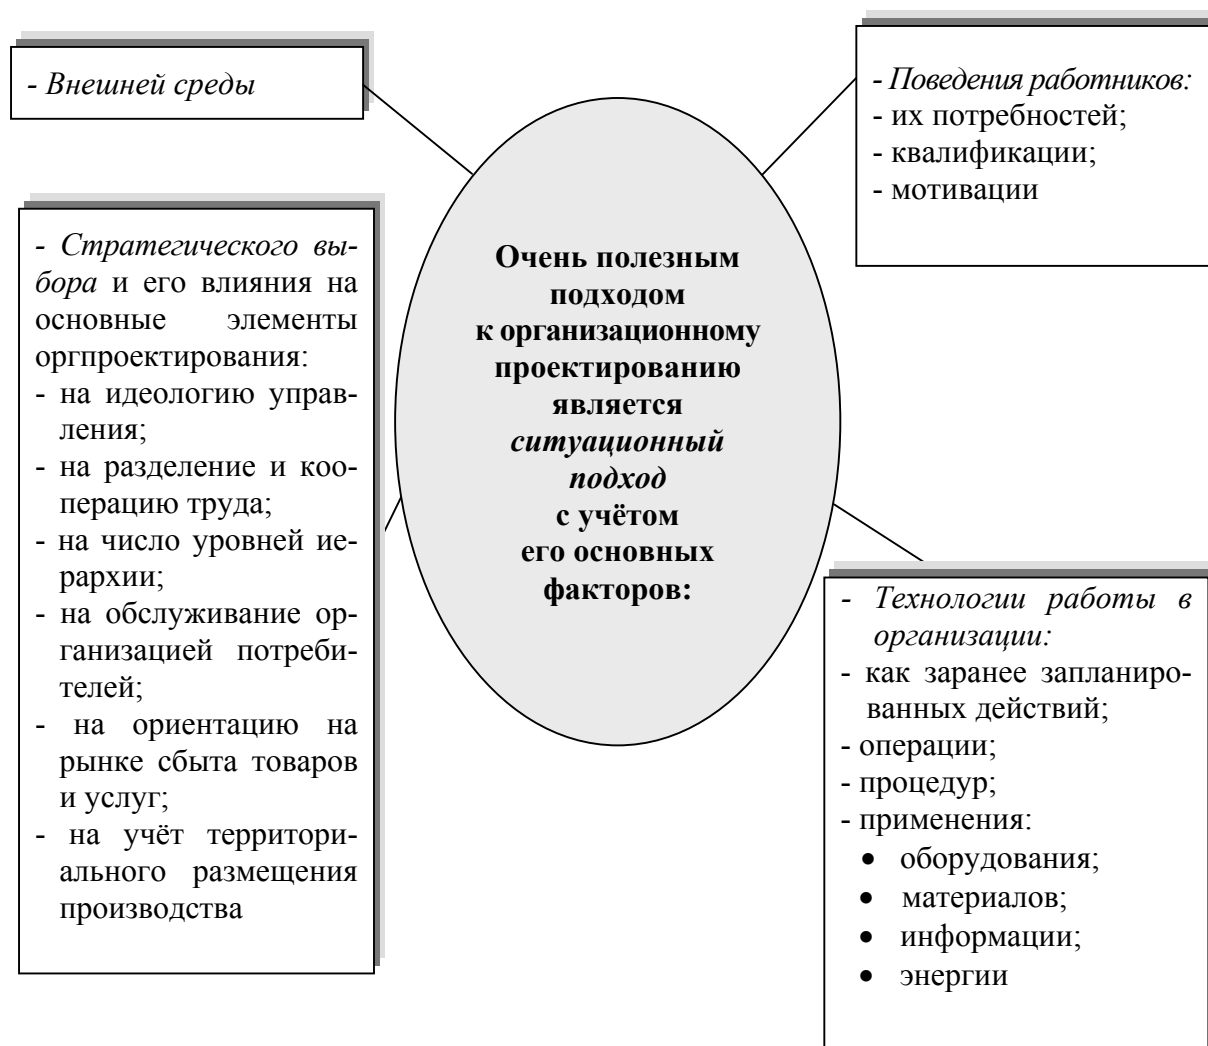 - Внешней среды
- Поведения работников:
- их потребностей;
- квалификации;
- мотивации
- Стратегического вы-
бора и его влияния на
основные элементы
оргпроектирования:
- на идеологию управ-
ления;
- на разделение и коо-
перацию труда;
- на число уровней ие-
рархии;
- на обслуживание ор-
ганизацией потреби-
телей;
- на ориентацию на
рынке сбыта товаров
и услуг;
- на учёт территори-
ального размещения
производства
Очень полезным
подходом
к организационному
проектированию
является
ситуационный
подход
с учётом
его основных
факторов:
- Технологии работы в
организации:
- как заранее запланиро-
ванных действий;
- операции;
- процедур;
- применения:
• оборудования;
• материалов;
• информации;
• энергии